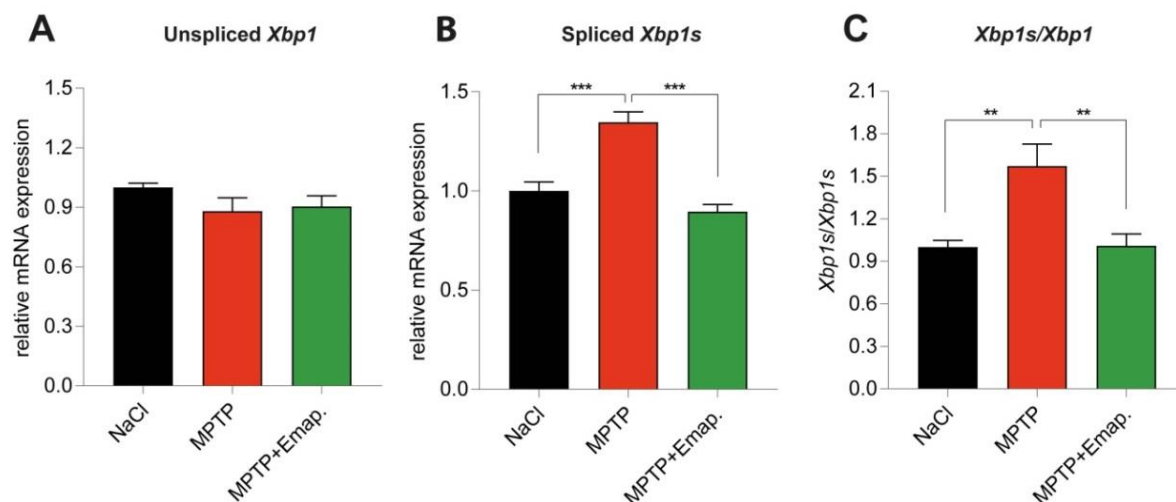 A
Unspliced Xbp1
relative mRNA expression
1.5
1.2
0.9
0.6
0.3
0.0
NaCl
MPTP
MPTP+Emap.
B
Spliced Xbp1s
relative mRNA expression
1.5
1.0
0.5
0.0
***
***
NaCl
MPTP
MPTP+Emap.
C
Xbp1s/Xbp1
Xbp1s/Xbp1s
2.1
1.8
1.5
1.2
0.9
0.6
0.3
0.0
**
**
NaCl
MPTP
MPTP+Emap.